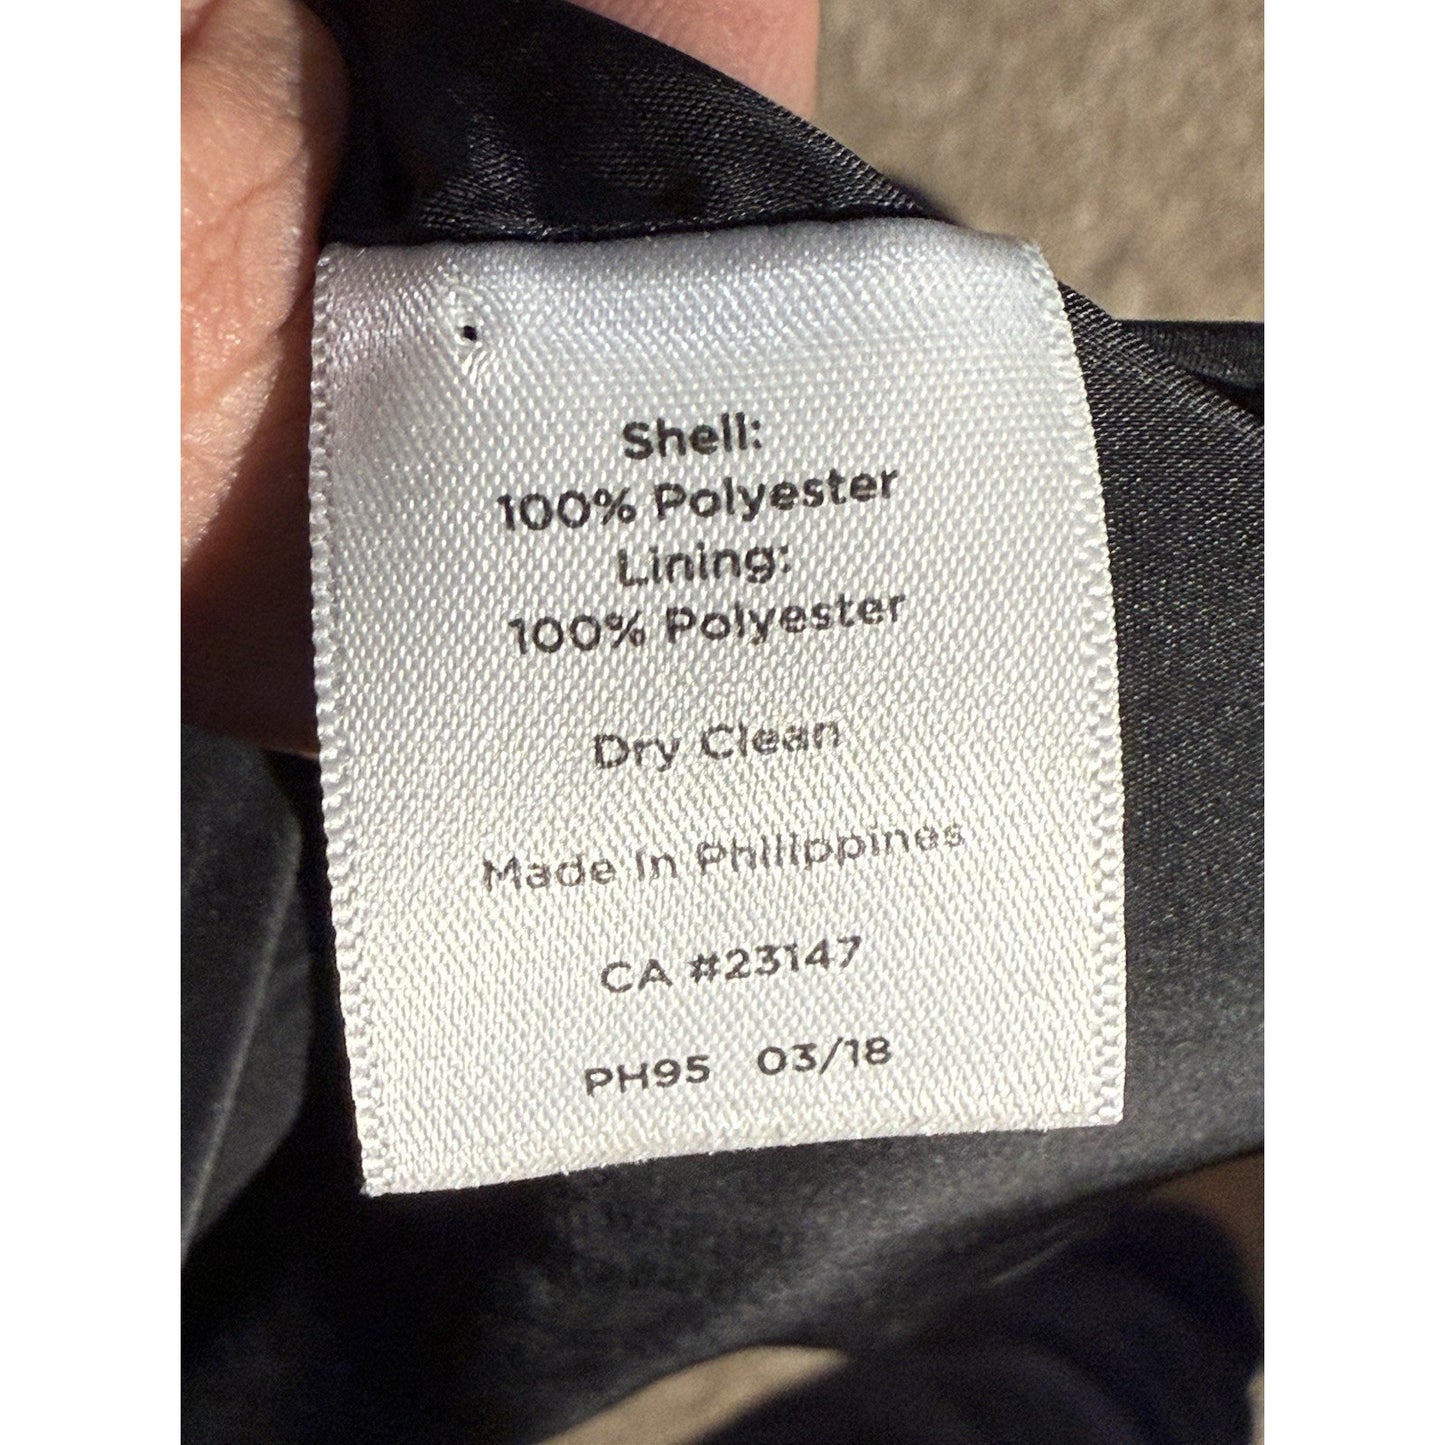 Shell:
100% Polyester
Lining:
100% Polyester
Dry Clean
Made In Philippines
CA #23147
PH95 03/18